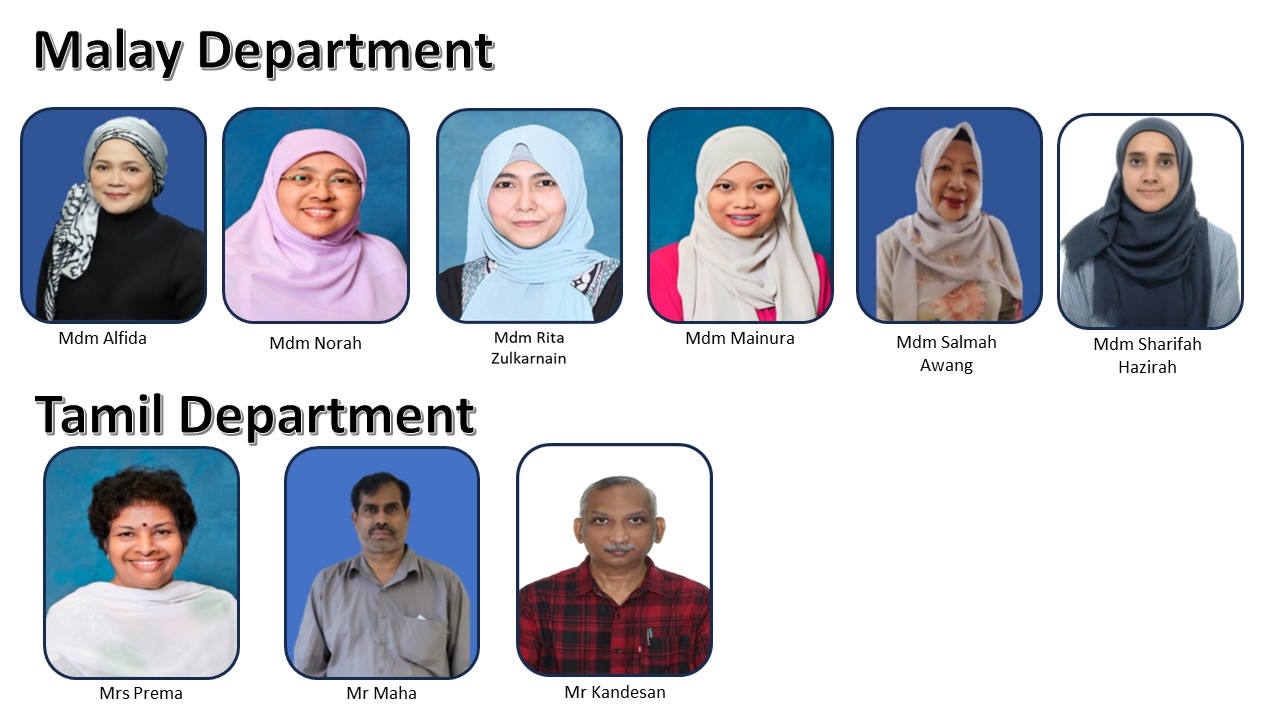 Malay Department
Mdm Alfida
Mdm Norah
Mdm Rita
Zulkarnain
Mdm Mainura
Mdm Salmah
Awang
Mdm Sharifah
Hazirah
Tamil Department
Mrs Prema
Mr Maha
Mr Kandesan